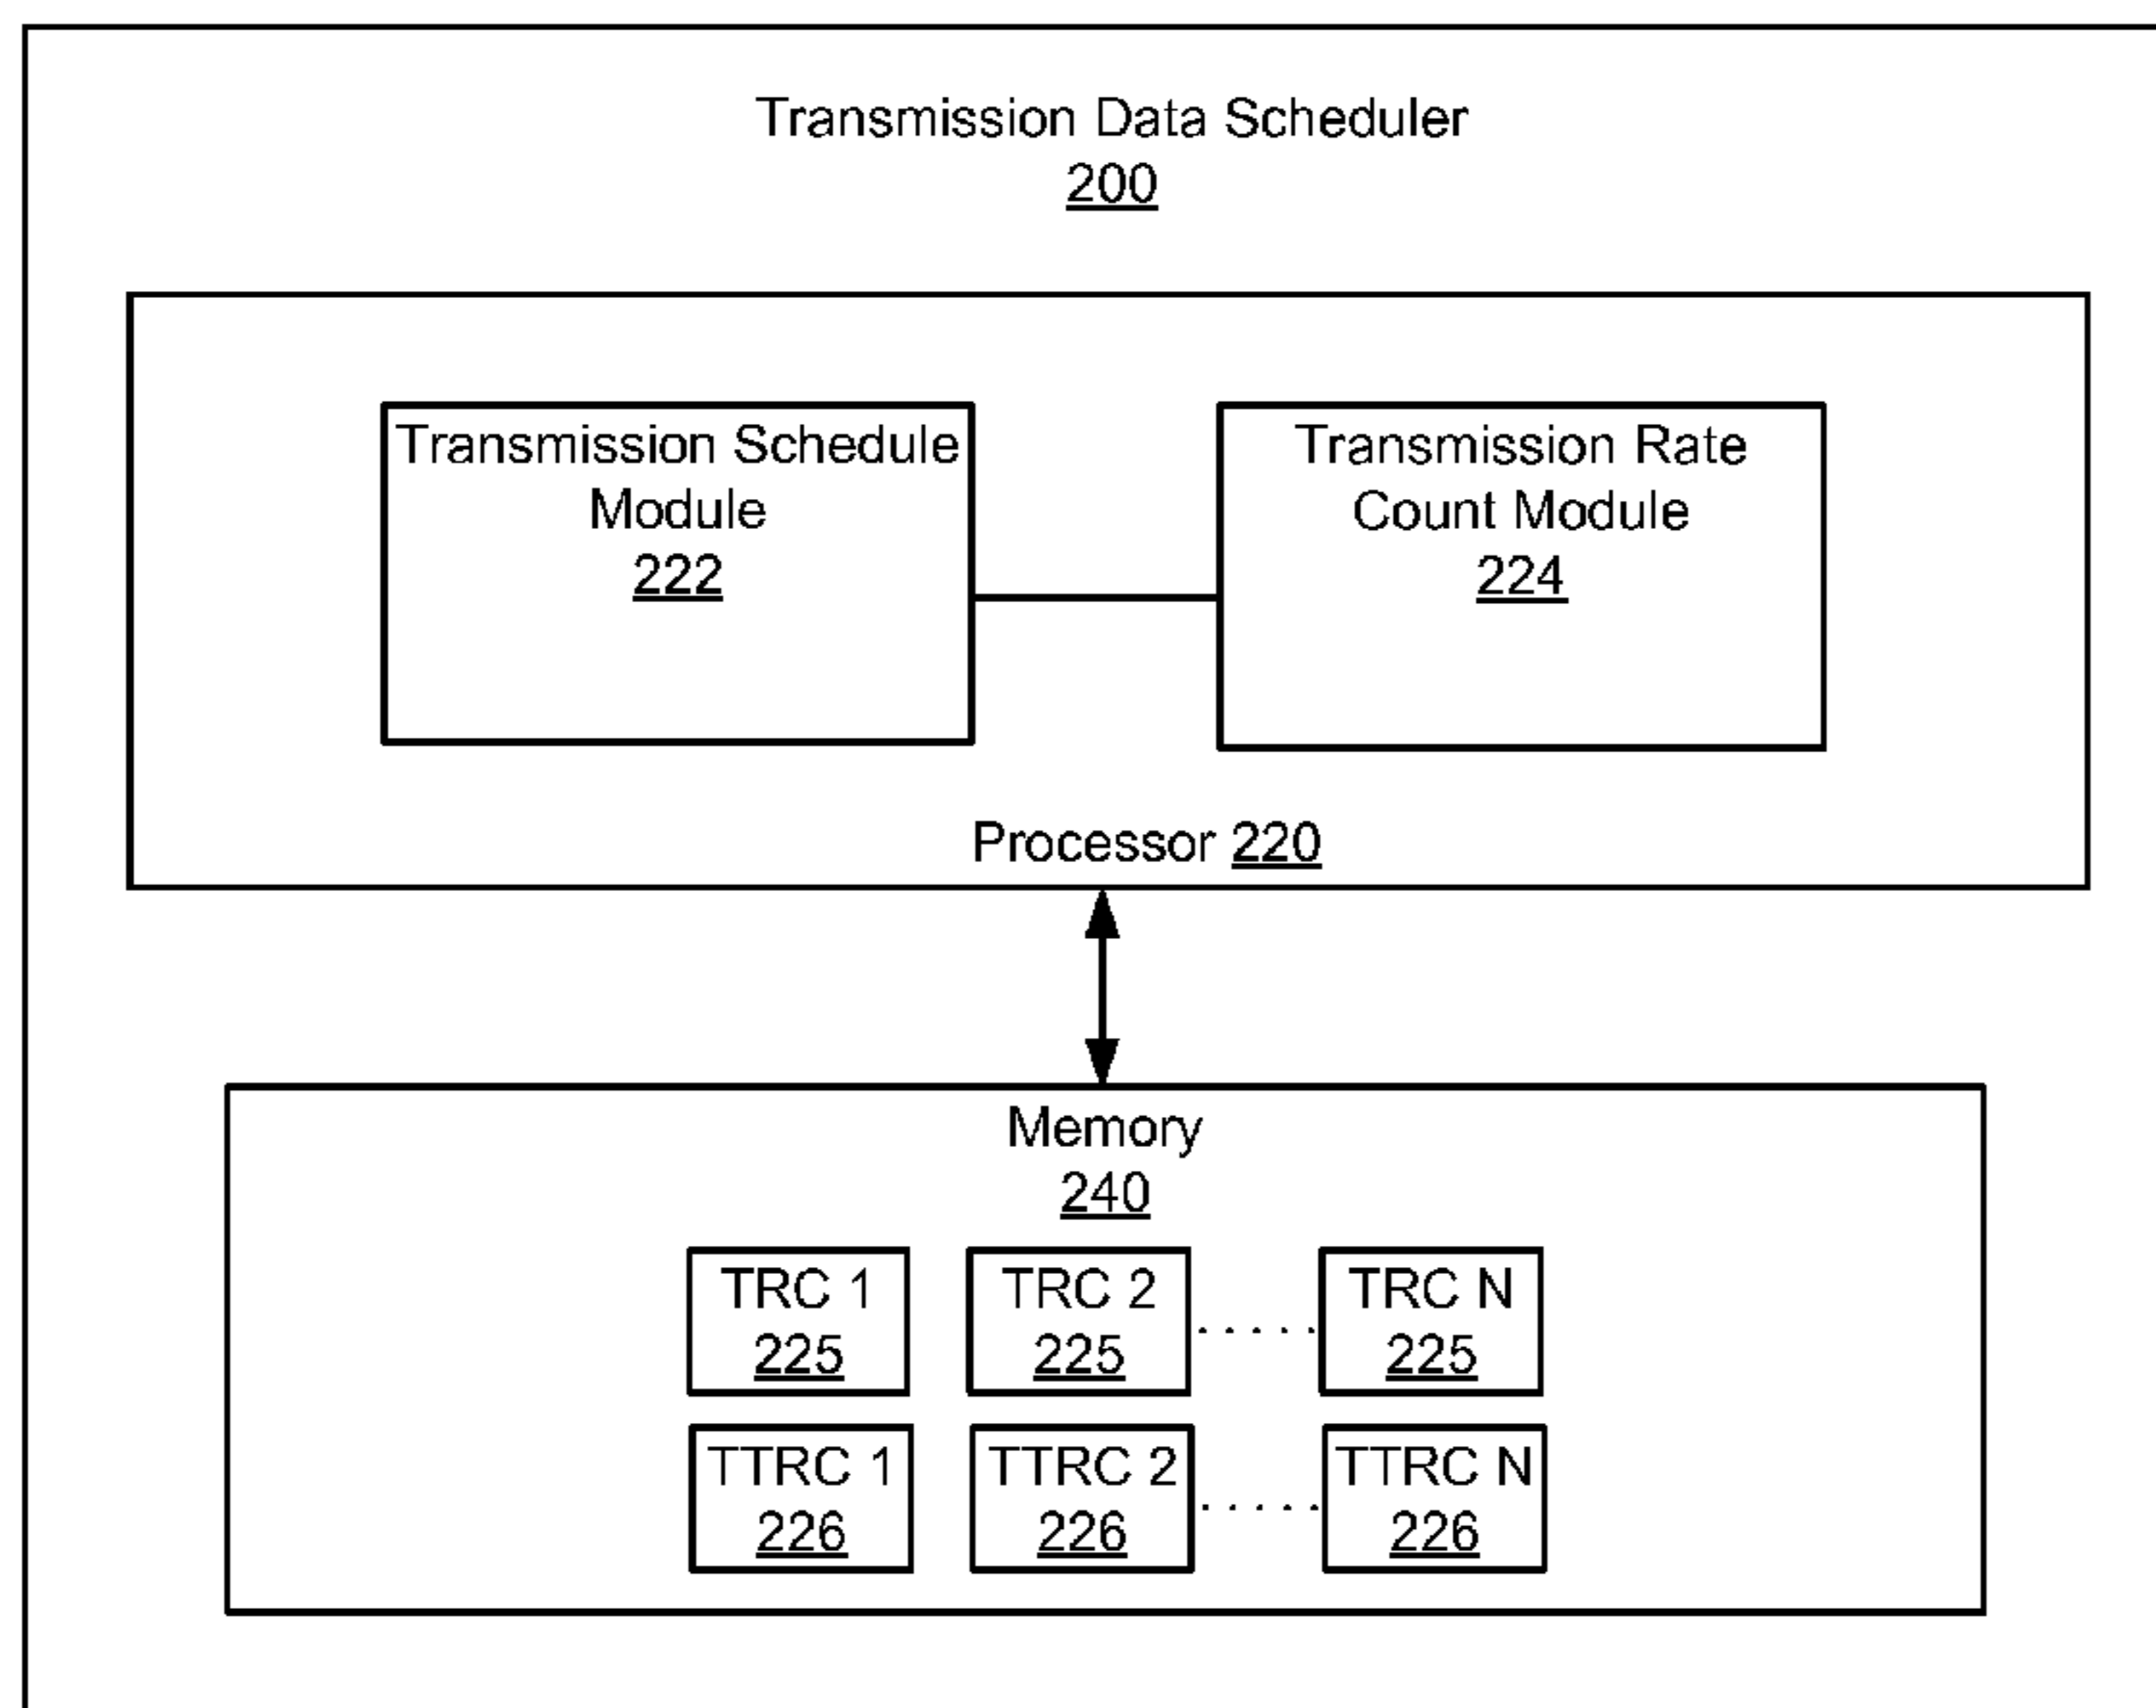 Transmission Data Scheduler
200
Transmission Schedule
Module
222
Transmission Rate
Count Module
224
Processor 220
Memory
240
TRC 1
225
TRC 2
225
TRC N
225
TTRC 1
226
TTRC 2
226
TTRC N
226